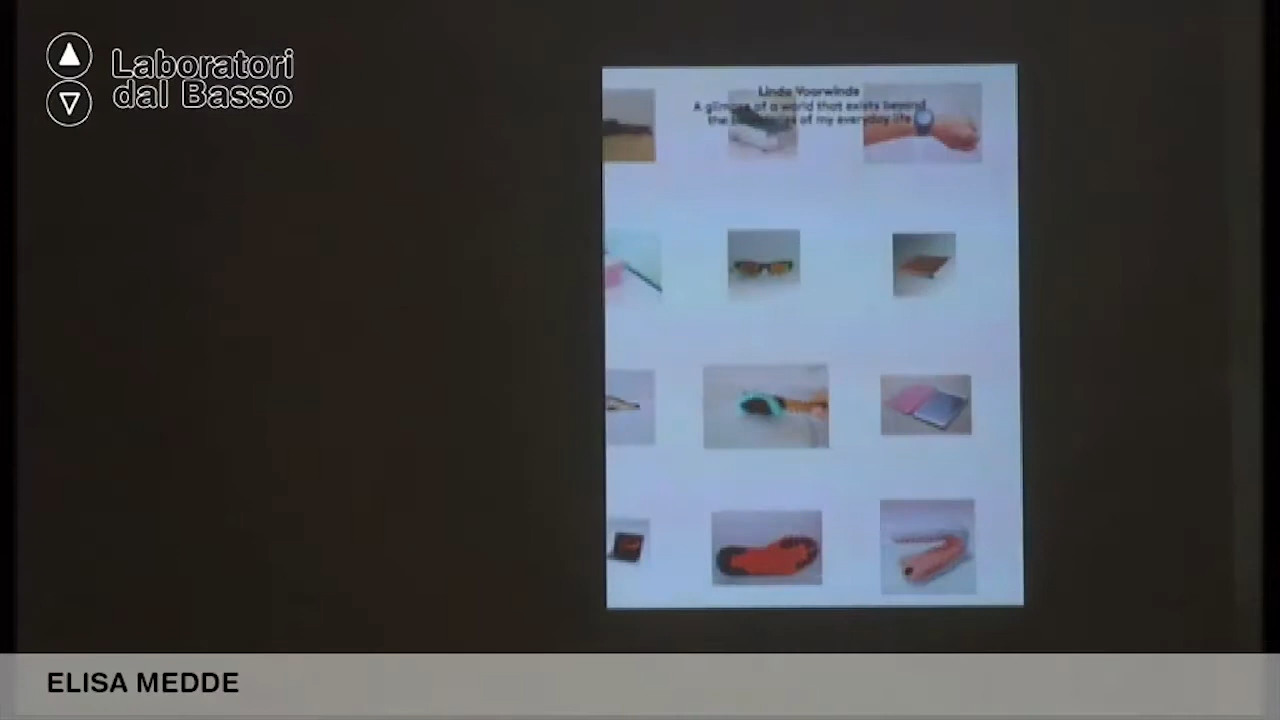 Laboratori
dal Basso
Linda Voorwinde
A glimpse of a world that exists beyond
the of my everyday life
ELISA MEDDE